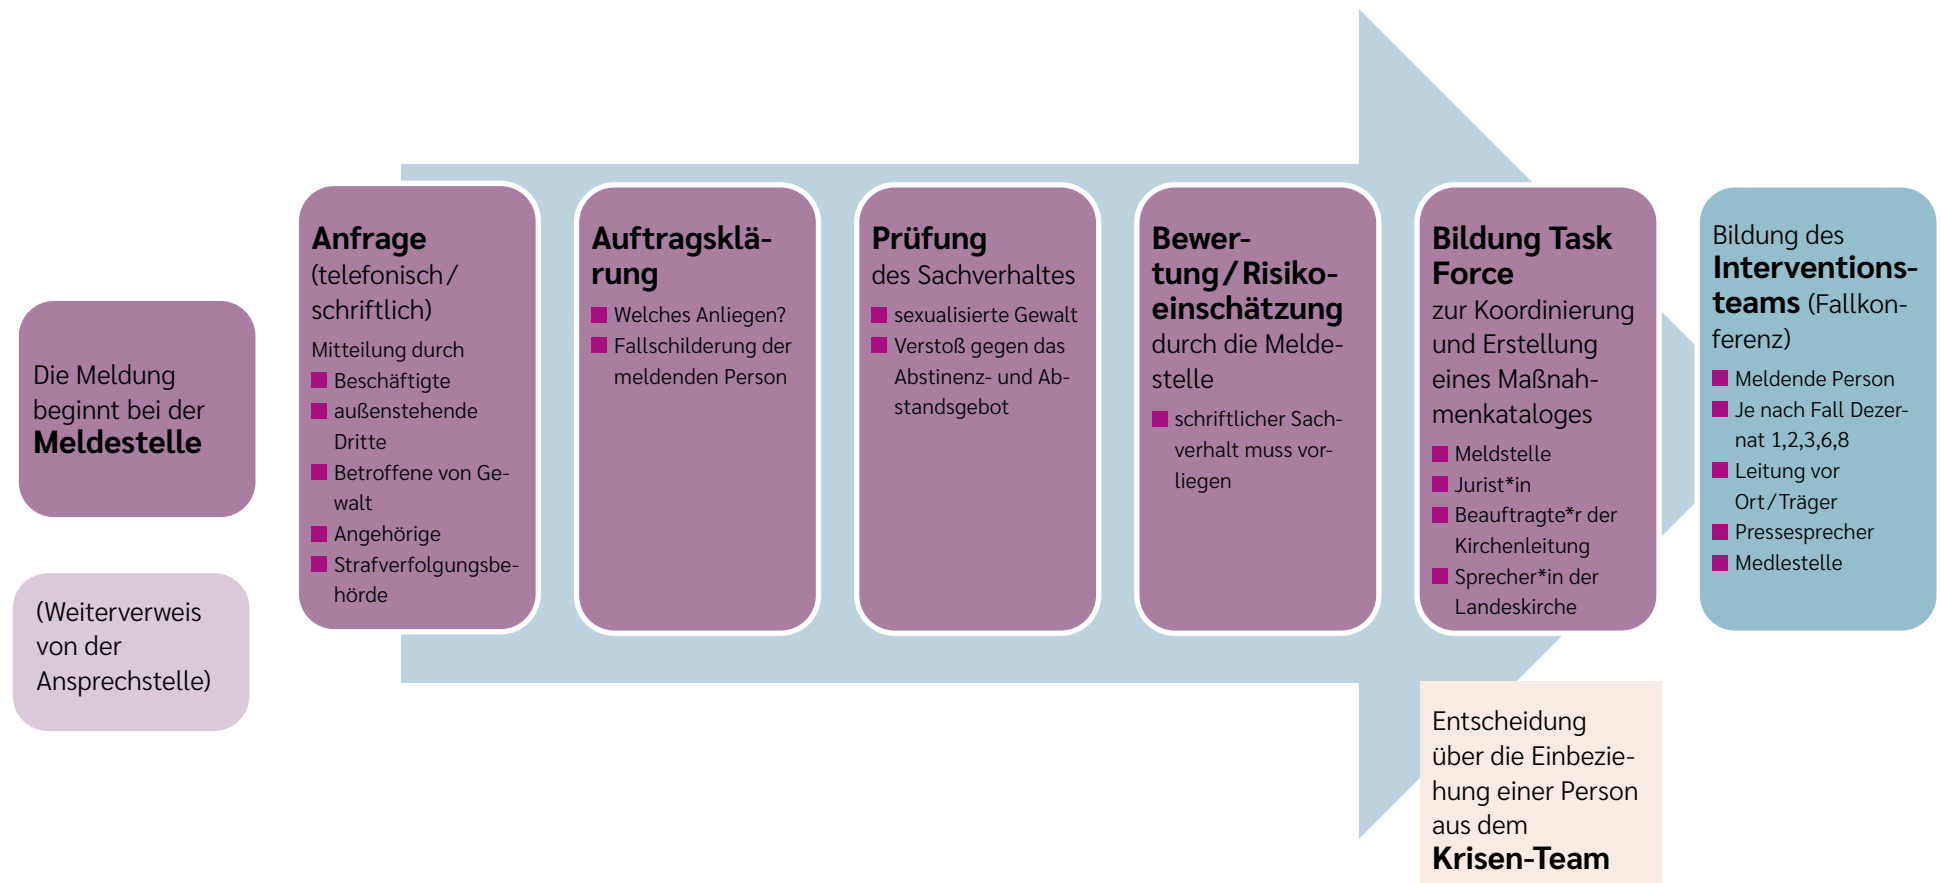 Die Meldung
beginnt bei der
Meldestelle
(Weiterverweis
von der
Ansprechstelle)
Anfrage
(telefonisch/
schriftlich)
Mitteilung durch
Beschäftigte
außenstehende
Dritte
Betroffene von Ge-
walt
Angehörige
Strafverfolgungsbe-
hörde
Auftragsklä-
rung
Welches Anliegen?
Fallschilderung der
meldenden Person
Prüfung
des Sachverhaltes
sexualisierte Gewalt
Verstoß gegen das
Abstinenz- und Ab-
standsgebot
Bewer-
tung/Risiko-
einschätzung
durch die Melde-
stelle
schriftlicher Sach-
verhalt muss vor-
liegen
Bildung Task
Force
zur Koordinierung
und Erstellung
eines Maßnah-
menkataloges
Meldstelle
Jurist*in
Beauftragte*r der
Kirchenleitung
Sprecher*in der
Landeskirche
Entscheidung
über die Einbezie-
hung einer Person
aus dem
Krisen-Team
Bildung des
Interventions-
teams (Fallkon-
ferenz)
Meldende Person
Je nach Fall Dezer-
nat 1,2,3,6,8
Leitung vor
Ort/Träger
Pressesprecher
Medlestelle